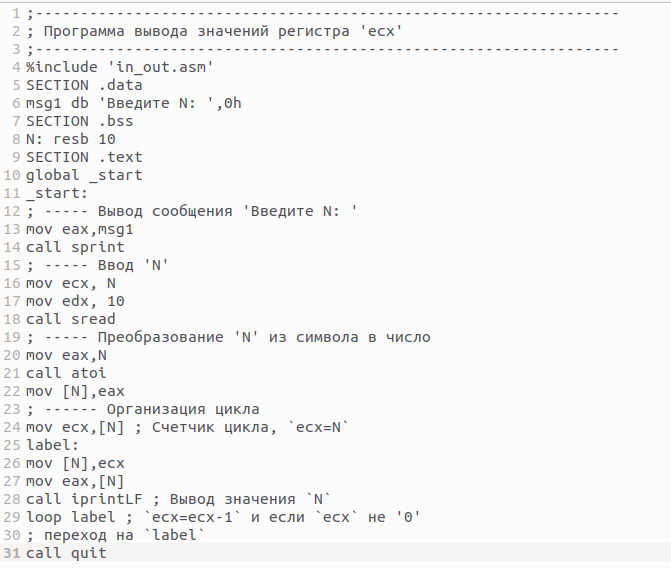 1 ;-----------------------------------------------------------------
2 ; Программа вывода значений регистра 'ecx'
3 ;-----------------------------------------------------------------
4 %include 'in_out.asm'
5 SECTION .data
6 msg1 db 'Введите N: ',0h
7 SECTION .bss
8 N: resb 10
9 SECTION .text
10 global _start
11 _start:
12 ; ----- Вывод сообщения 'Введите N: '
13 mov eax,msg1
14 call sprint
15 ; ----- Ввод 'N'
16 mov ecx, N
17 mov edx, 10
18 call sread
19 ; ----- Преобразование 'N' из символа в число
20 mov eax,N
21 call atoi
22 mov [N],eax
23 ; ------ Организация цикла
24 mov ecx,[N] ; Счетчик цикла, `ecx=N`
25 label:
26 mov [N],ecx
27 mov eax,[N]
28 call iprintLF ; Вывод значения `N`
29 loop label ; `ecx=ecx-1` и если `ecx` не '0'
30 ; переход на `label`
31 call quit